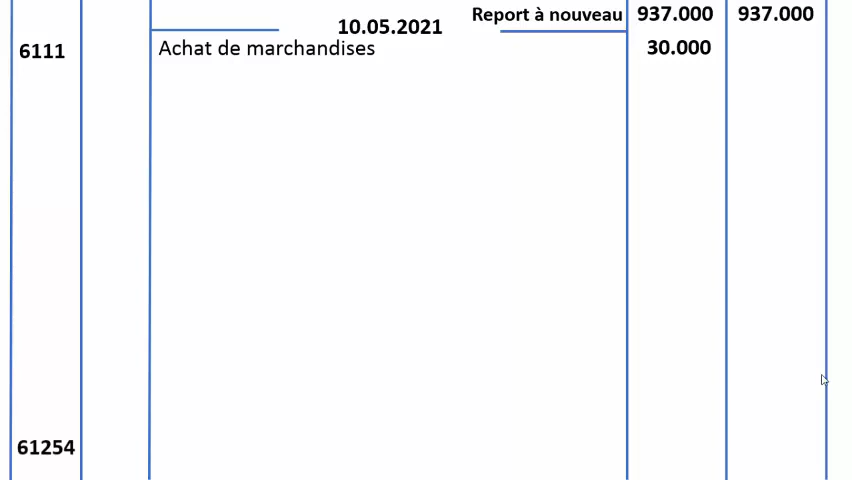 Report à nouveau 937.000 937.000
10.05.2021
6111 Achat de marchandises 30.000
61254